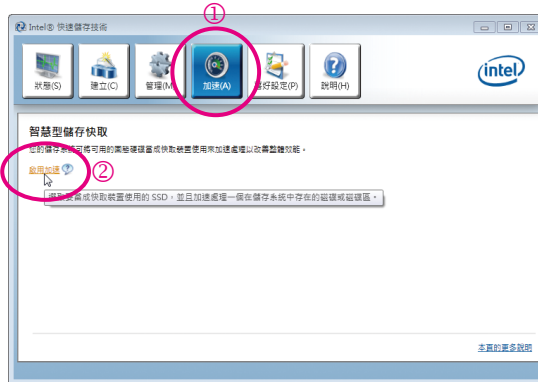 ①
Intel® 快速儲存技術
狀態(S) 建立(C) 管理(M) 加速(A) 喜好設定(P) 說明(H)
intel
智慧型儲存快取
您的儲存系統可將可用的固態硬碟當成快取裝置使用來加速處理以改善整體效能。
啟用加速
②
選取要當成快取裝置使用的 SSD，並且加速處理一個在儲存系統中存在的磁碟或磁碟區。
本頁的更多說明